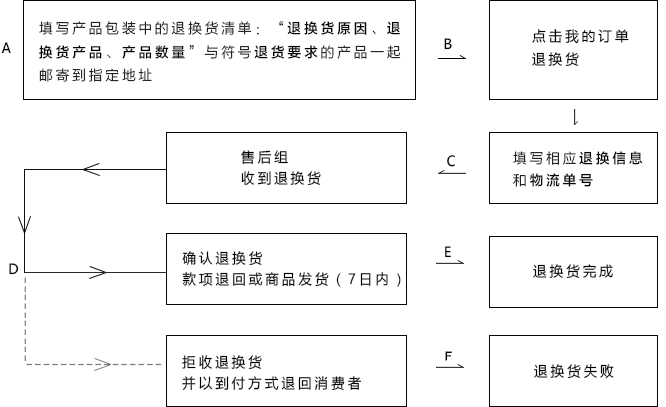 A
填写产品包装中的退换货清单：“退换货原因、退
换货产品、产品数量”与符号退货要求的产品一起
邮寄到指定地址
B
点击我的订单
退换货
售后组
收到退换货
C
填写相应退换信息
和物流单号
D
确认退换货
款项退回或商品发货（7日内）
E
退换货完成
拒收退换货
并以到付方式退回消费者
F
退换货失败